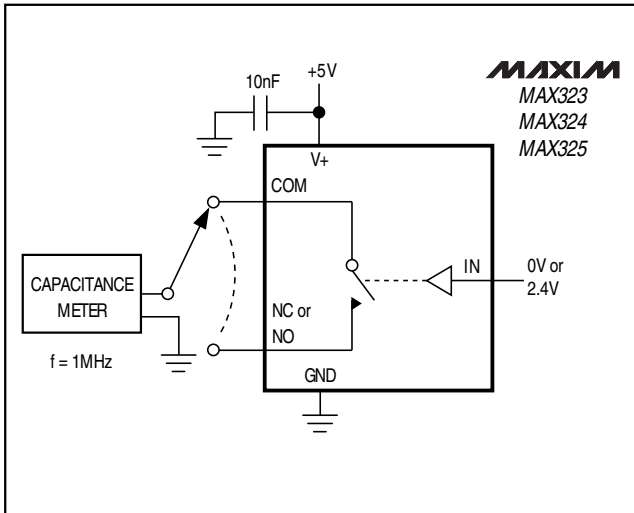 +5V
10nF
MAXIM
MAX323
MAX324
MAX325
V+
COM
IN
0V or
2.4V
CAPACITANCE
METER
NC or
NO
f = 1MHz
GND